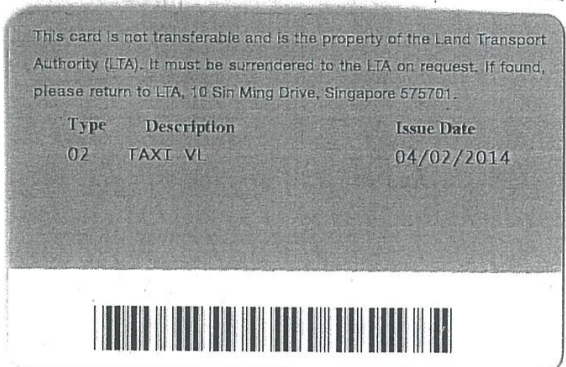 This card is not transferable and is the property of the Land Transport
Authority (LTA). It must be surrendered to the LTA on request. If found,
please return to LTA, 10 Sin Ming Drive, Singapore 575701.
Type Description Issue Date
02 TAXI VL 04/02/2014